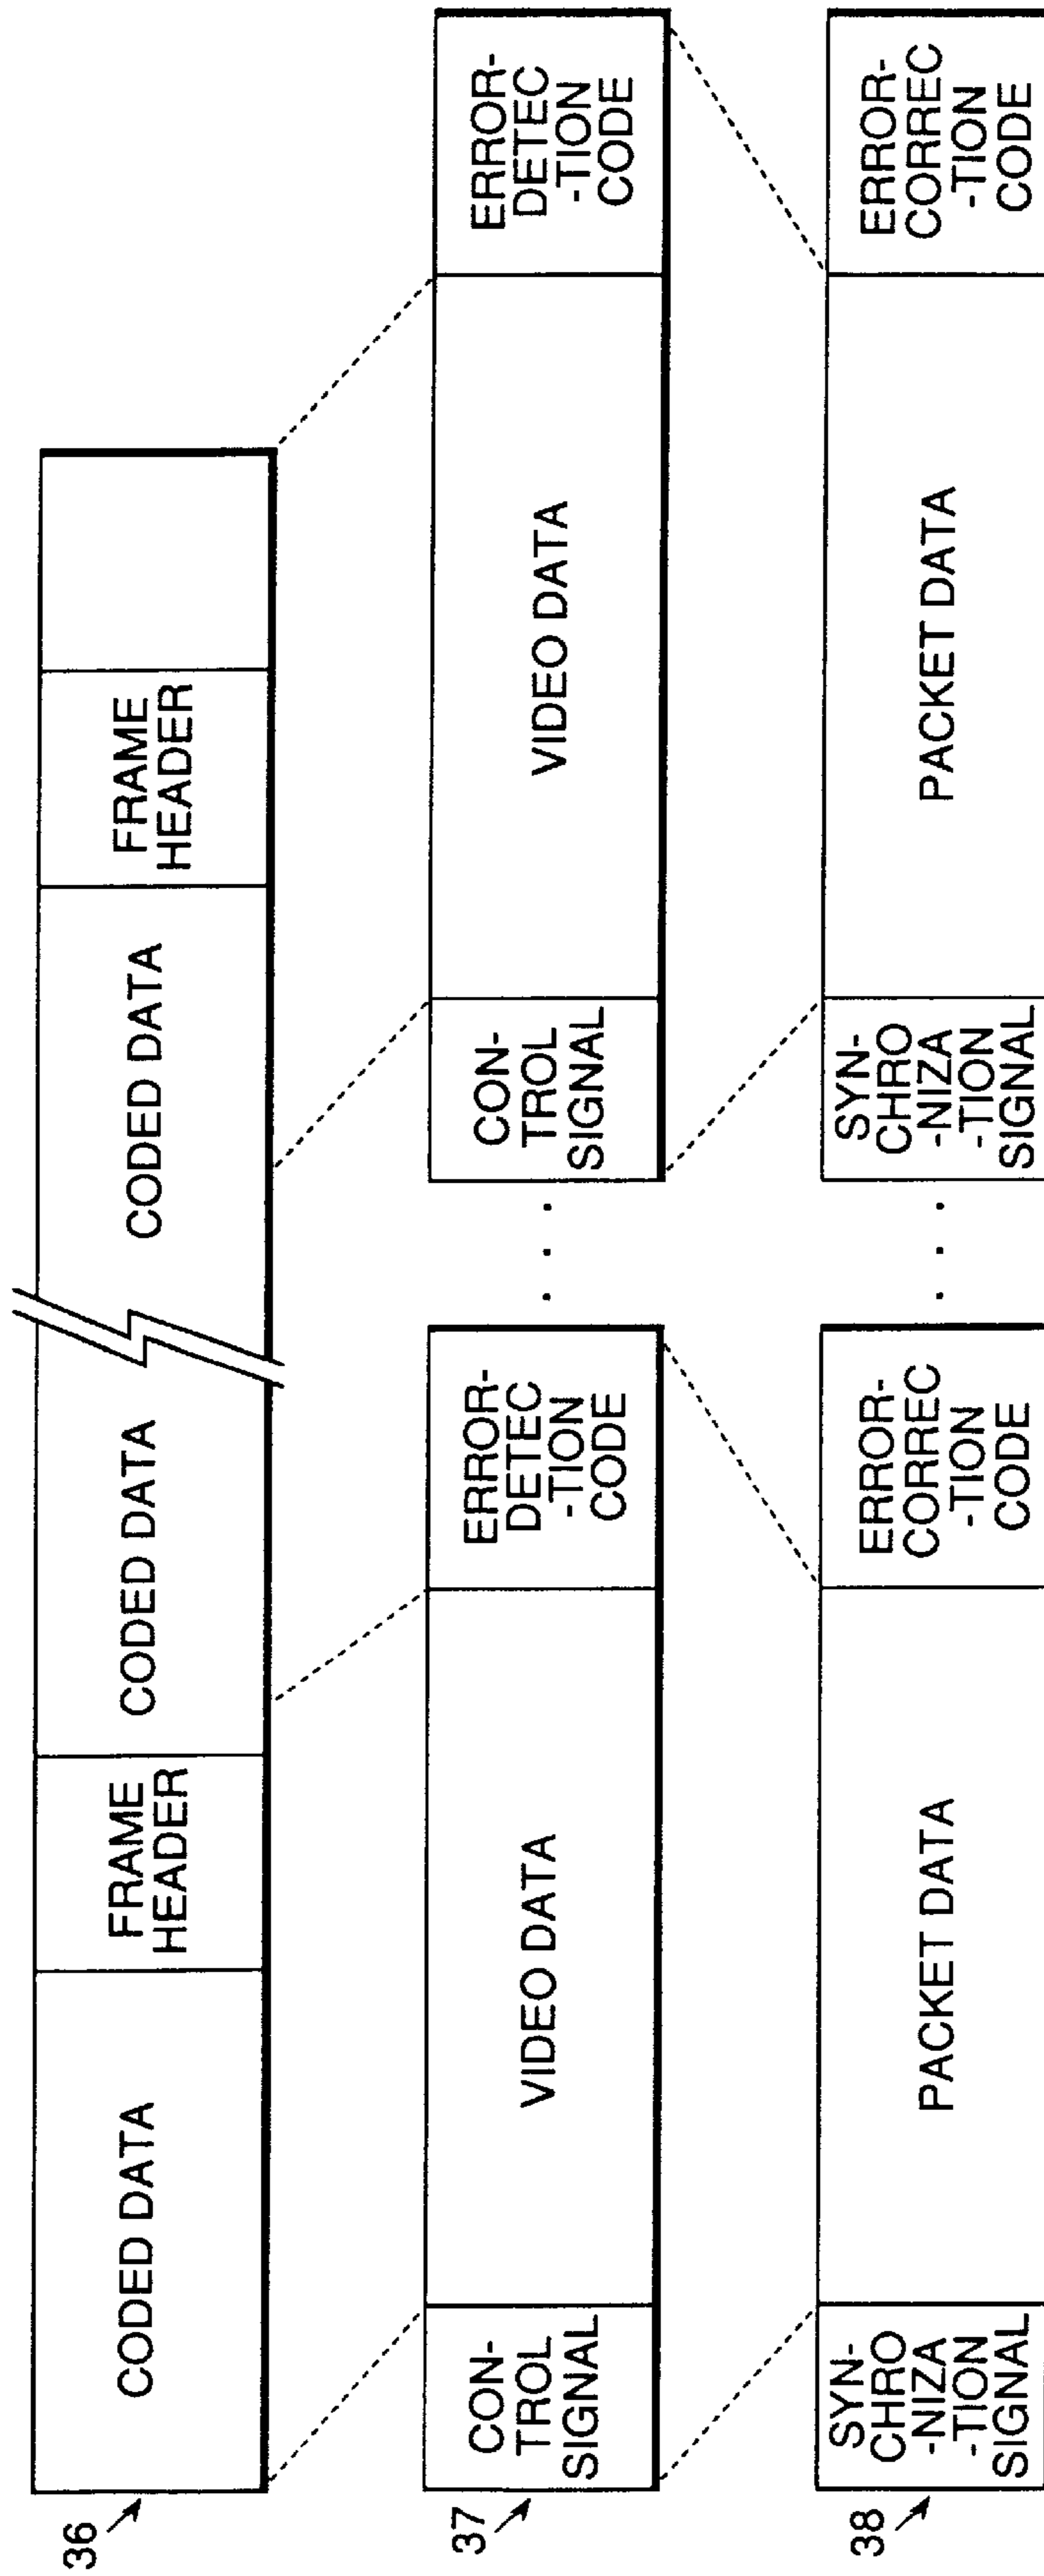 36
CODED DATA
FRAME
HEADER
CODED DATA
CODED DATA
FRAME
HEADER
37
CON-
TROL
SIGNAL
VIDEO DATA
ERROR-
DETEC
-TION
CODE
. . .
CON-
TROL
SIGNAL
VIDEO DATA
ERROR-
DETEC
-TION
CODE
38
SYN-
CHRO
-NIZA
-TION
SIGNAL
PACKET DATA
ERROR-
CORREC
-TION
CODE
. . .
SYN-
CHRO
-NIZA
-TION
SIGNAL
PACKET DATA
ERROR-
CORREC
-TION
CODE